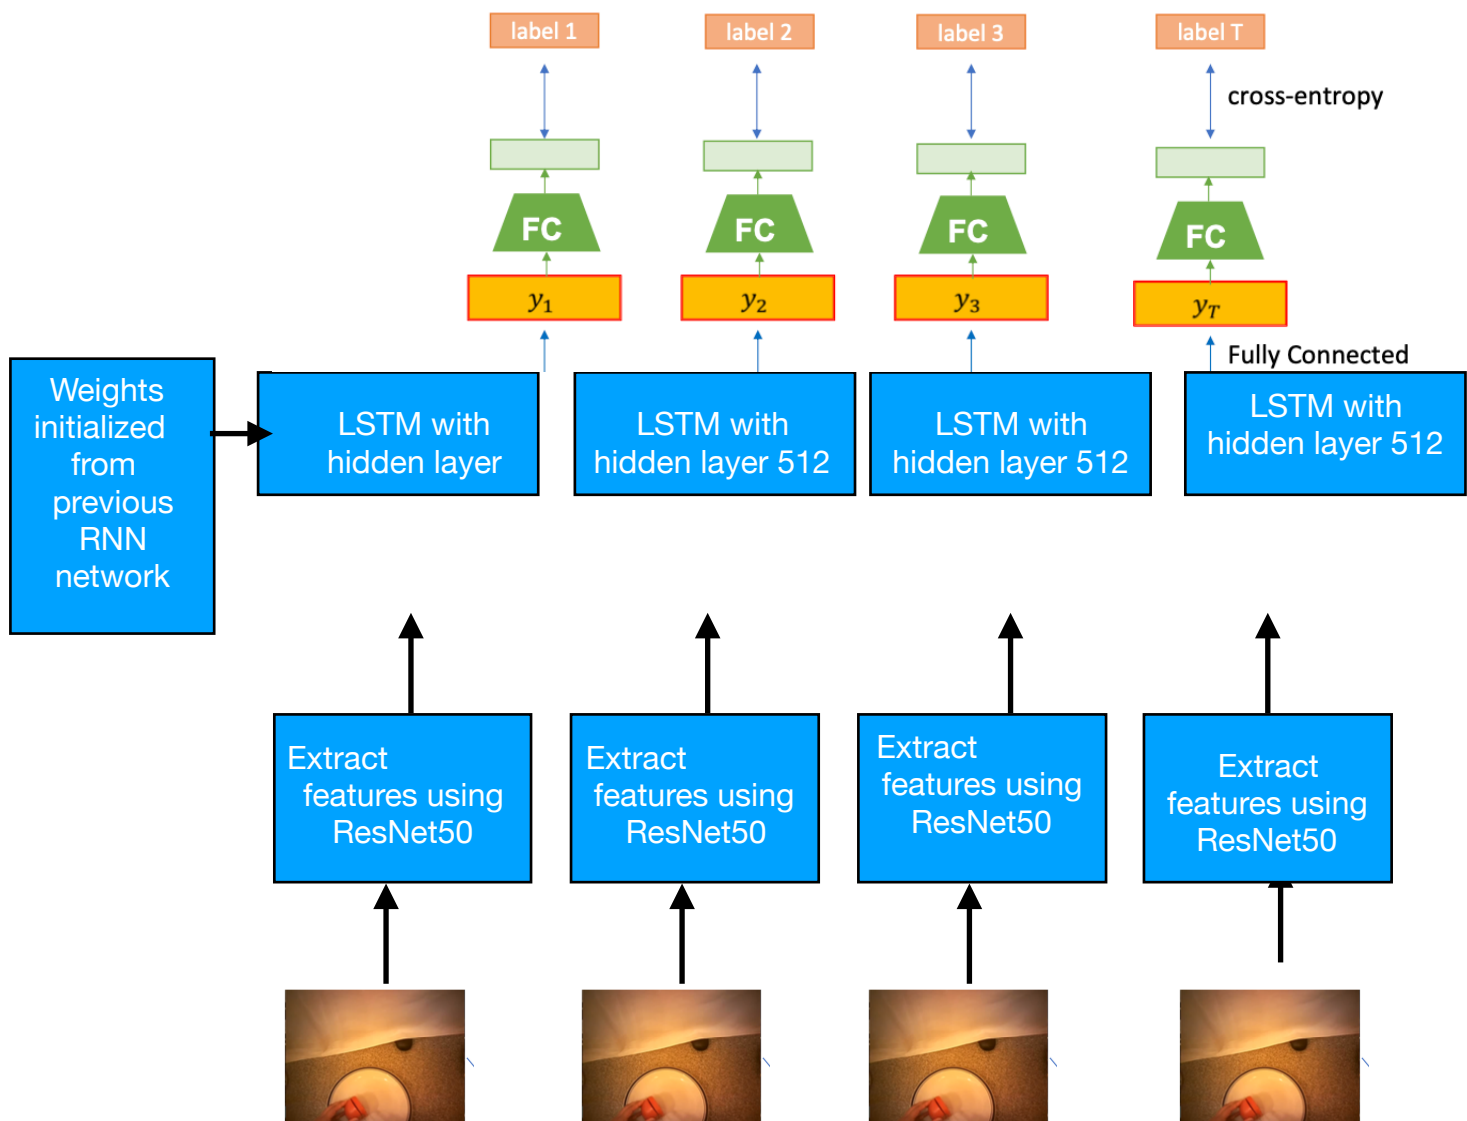 label 1
label 2
label 3
label T
cross-entropy
FC
FC
FC
FC
y₁
y₂
y₃
y_T
Fully Connected
Weights
initialized
from
previous
RNN
network
LSTM with
hidden layer
LSTM with
hidden layer 512
LSTM with
hidden layer 512
LSTM with
hidden layer 512
Extract
features using
ResNet50
Extract
features using
ResNet50
Extract
features using
ResNet50
Extract
features using
ResNet50